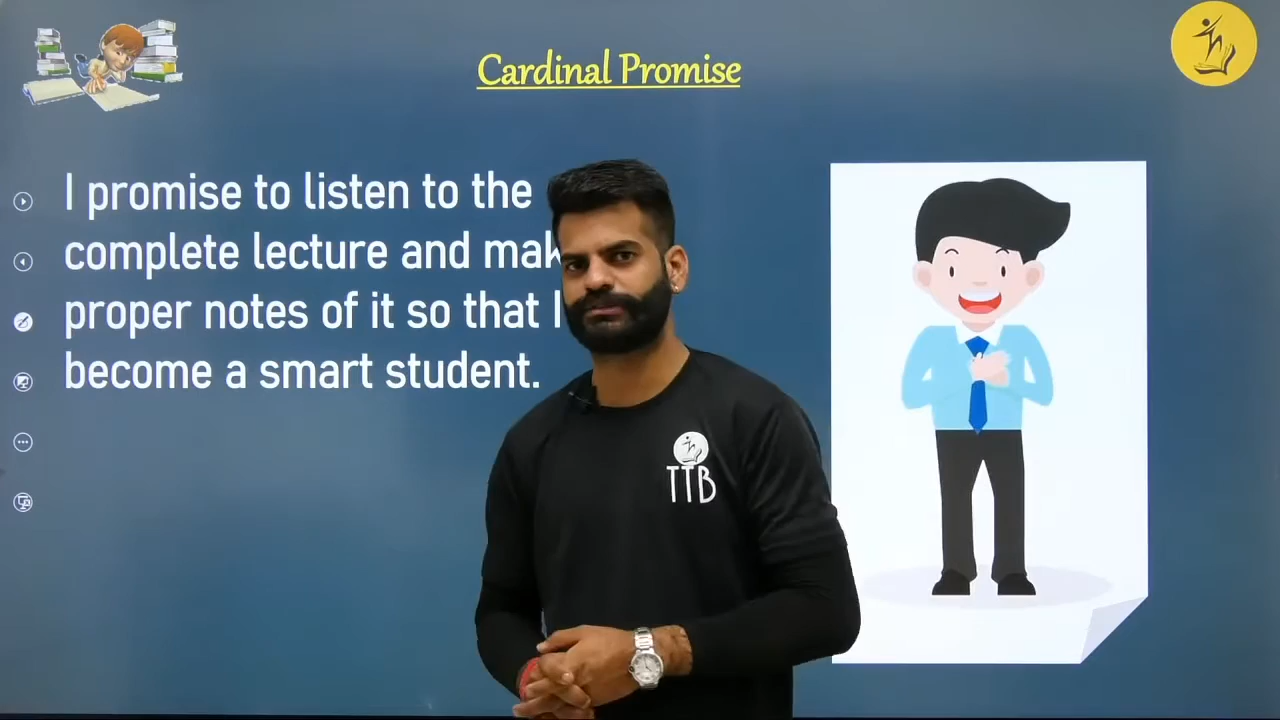 Cardinal Promise
I promise to listen to the
complete lecture and mak
proper notes of it so that I
become a smart student.
TTB